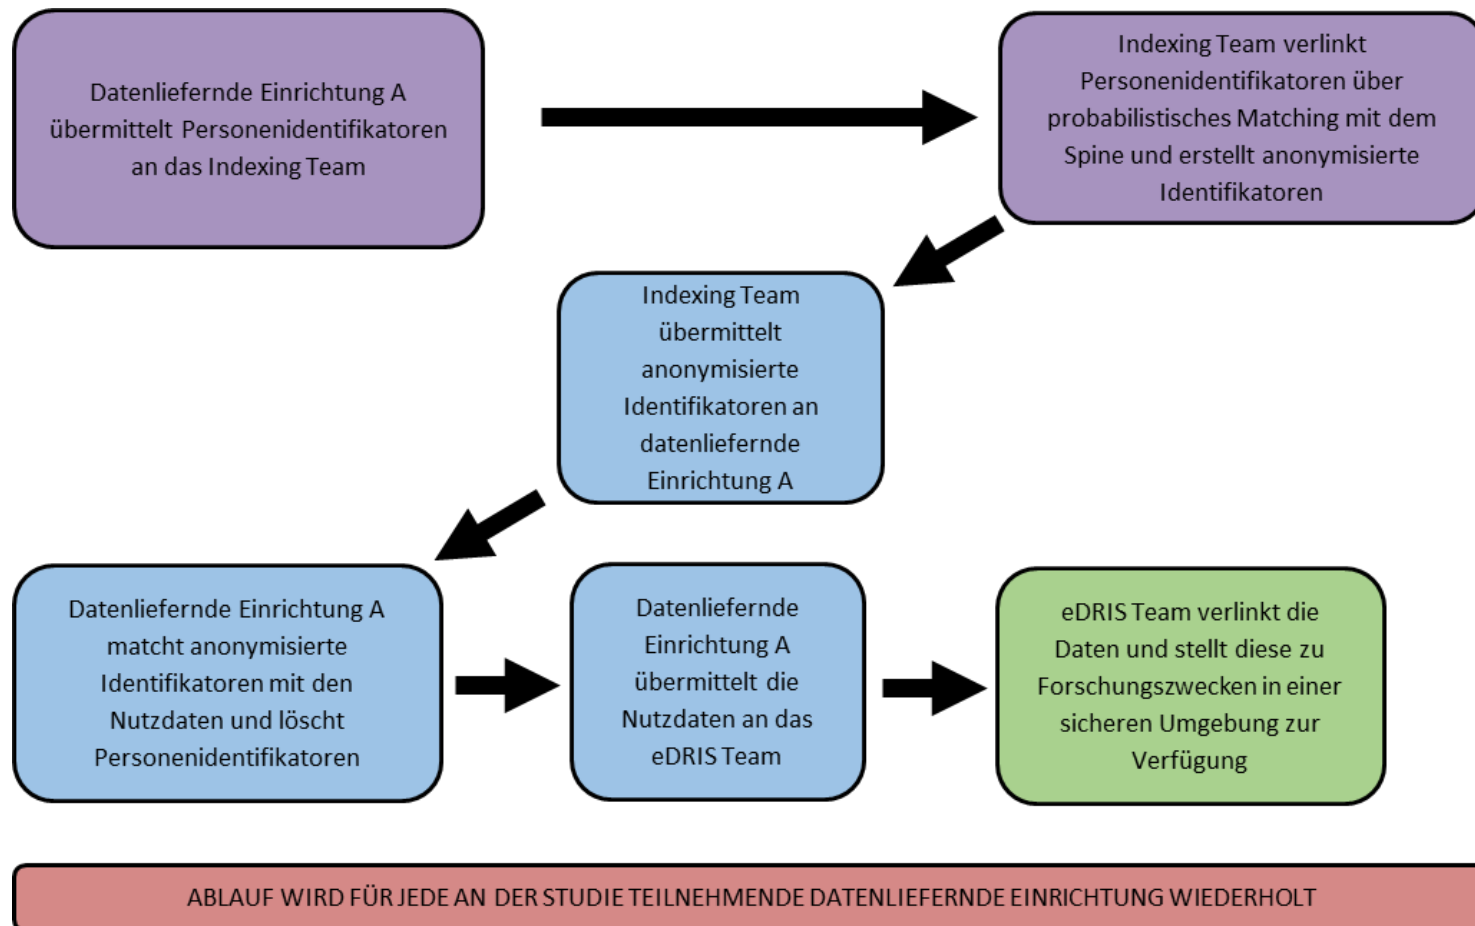 Datenliefernde Einrichtung A
übermittelt Personenidentifikatoren
an das Indexing Team
Indexing Team verlinkt
Personenidentifikatoren über
probabilistisches Matching mit dem
Spine und erstellt anonymisierte
Identifikatoren
Indexing Team
übermittelt
anonymisierte
Identifikatoren an
datenliefernde
Einrichtung A
Datenliefernde Einrichtung A
matcht anonymisierte
Identifikatoren mit den
Nutzdaten und löscht
Personenidentifikatoren
Datenliefernde
Einrichtung A
übermittelt die
Nutzdaten an das
eDRIS Team
eDRIS Team verlinkt die
Daten und stellt diese zu
Forschungszwecken in einer
sicheren Umgebung zur
Verfügung
ABLAUF WIRD FÜR JEDE AN DER STUDIE TEILNEHMENDE DATENLIEFERNDE EINRICHTUNG WIEDERHOLT